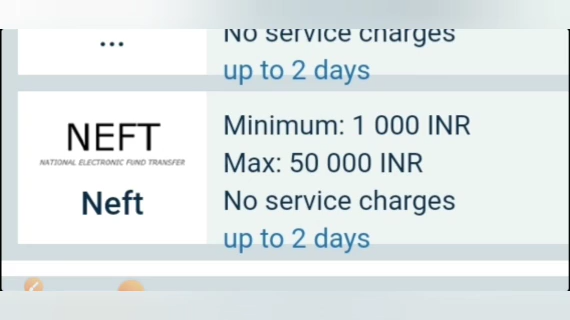 ...
No service charges
up to 2 days
NEFT
NATIONAL ELECTRONIC FUND TRANSFER
Neft
Minimum: 1 000 INR
Max: 50 000 INR
No service charges
up to 2 days